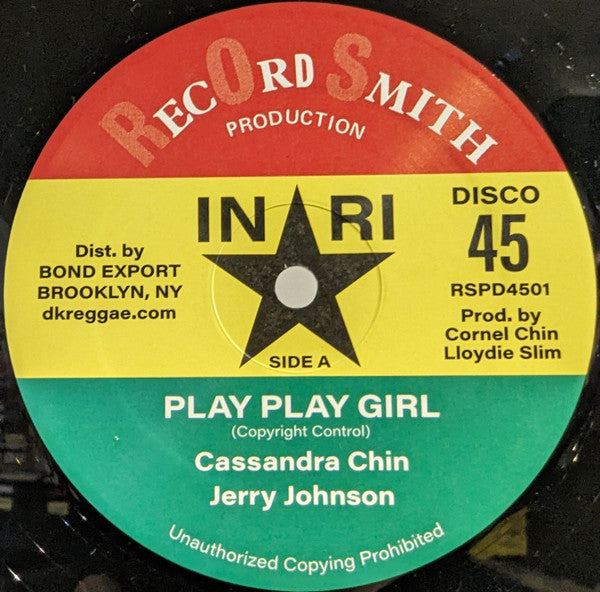 RecOrd Smith
PRODUCTION
IN RI
DISCO
45
RSPD4501
Dist. by
BOND EXPORT
BROOKLYN, NY
dkreggae.com
Prod. by
Cornel Chin
Lloydie Slim
SIDE A
PLAY PLAY GIRL
(Copyright Control)
Cassandra Chin
Jerry Johnson
Unauthorized Copying Prohibited